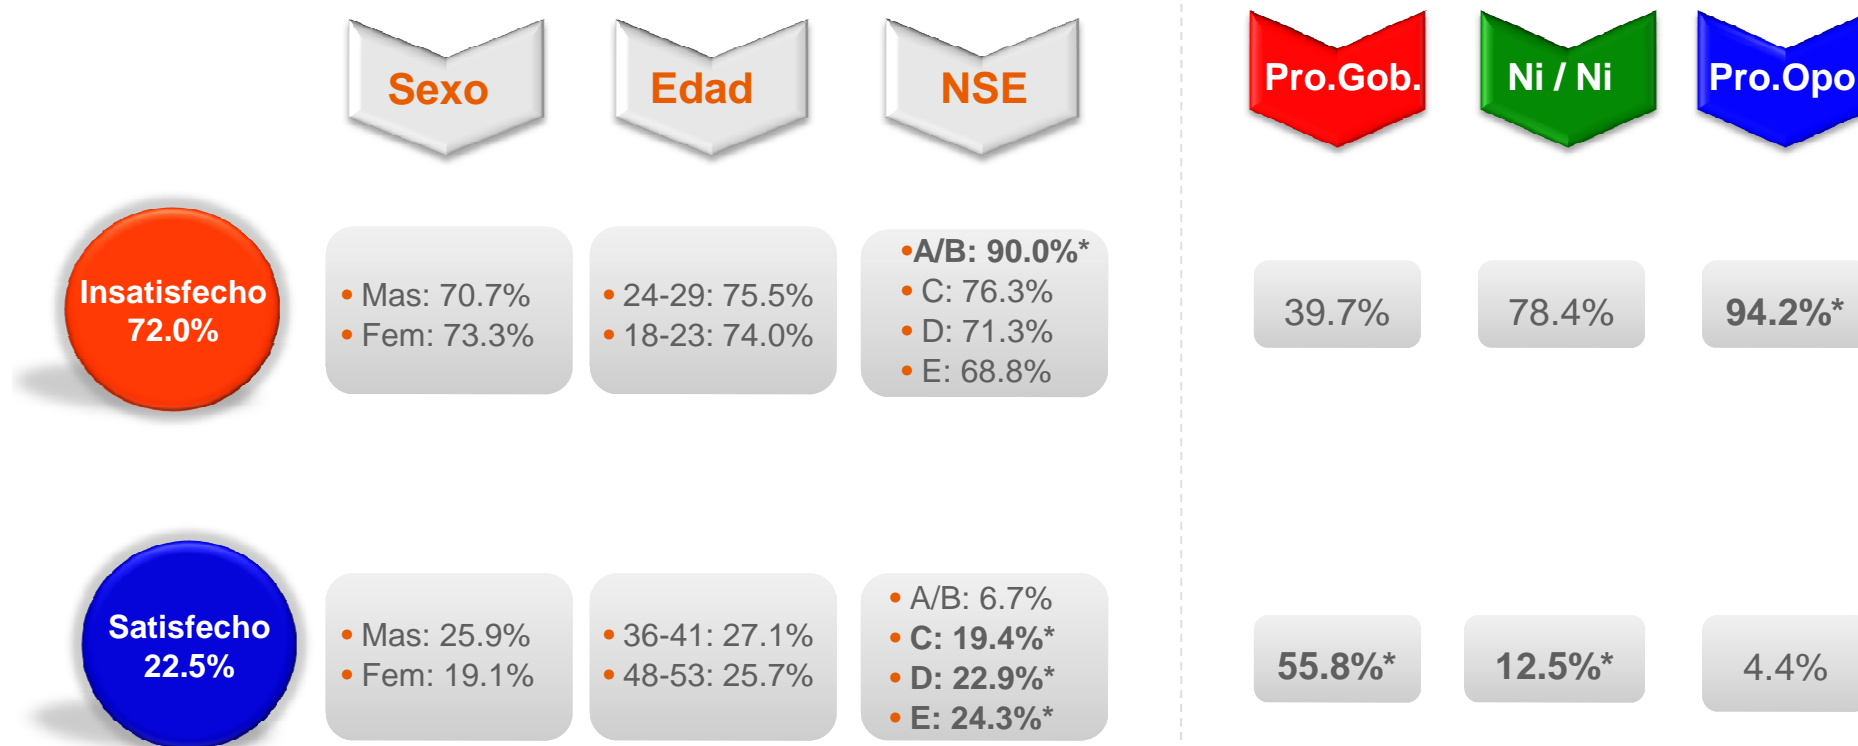 Sexo
Edad
NSE
Pro.Gob.
Ni / Ni
Pro.Opo
Insatisfecho
72.0%
• Mas: 70.7%
• Fem: 73.3%
• 24-29: 75.5%
• 18-23: 74.0%
•A/B: 90.0%*
• C: 76.3%
• D: 71.3%
• E: 68.8%
39.7%
78.4%
94.2%*
Satisfecho
22.5%
• Mas: 25.9%
• Fem: 19.1%
• 36-41: 27.1%
• 48-53: 25.7%
• A/B: 6.7%
• C: 19.4%*
• D: 22.9%*
• E: 24.3%*
55.8%*
12.5%*
4.4%